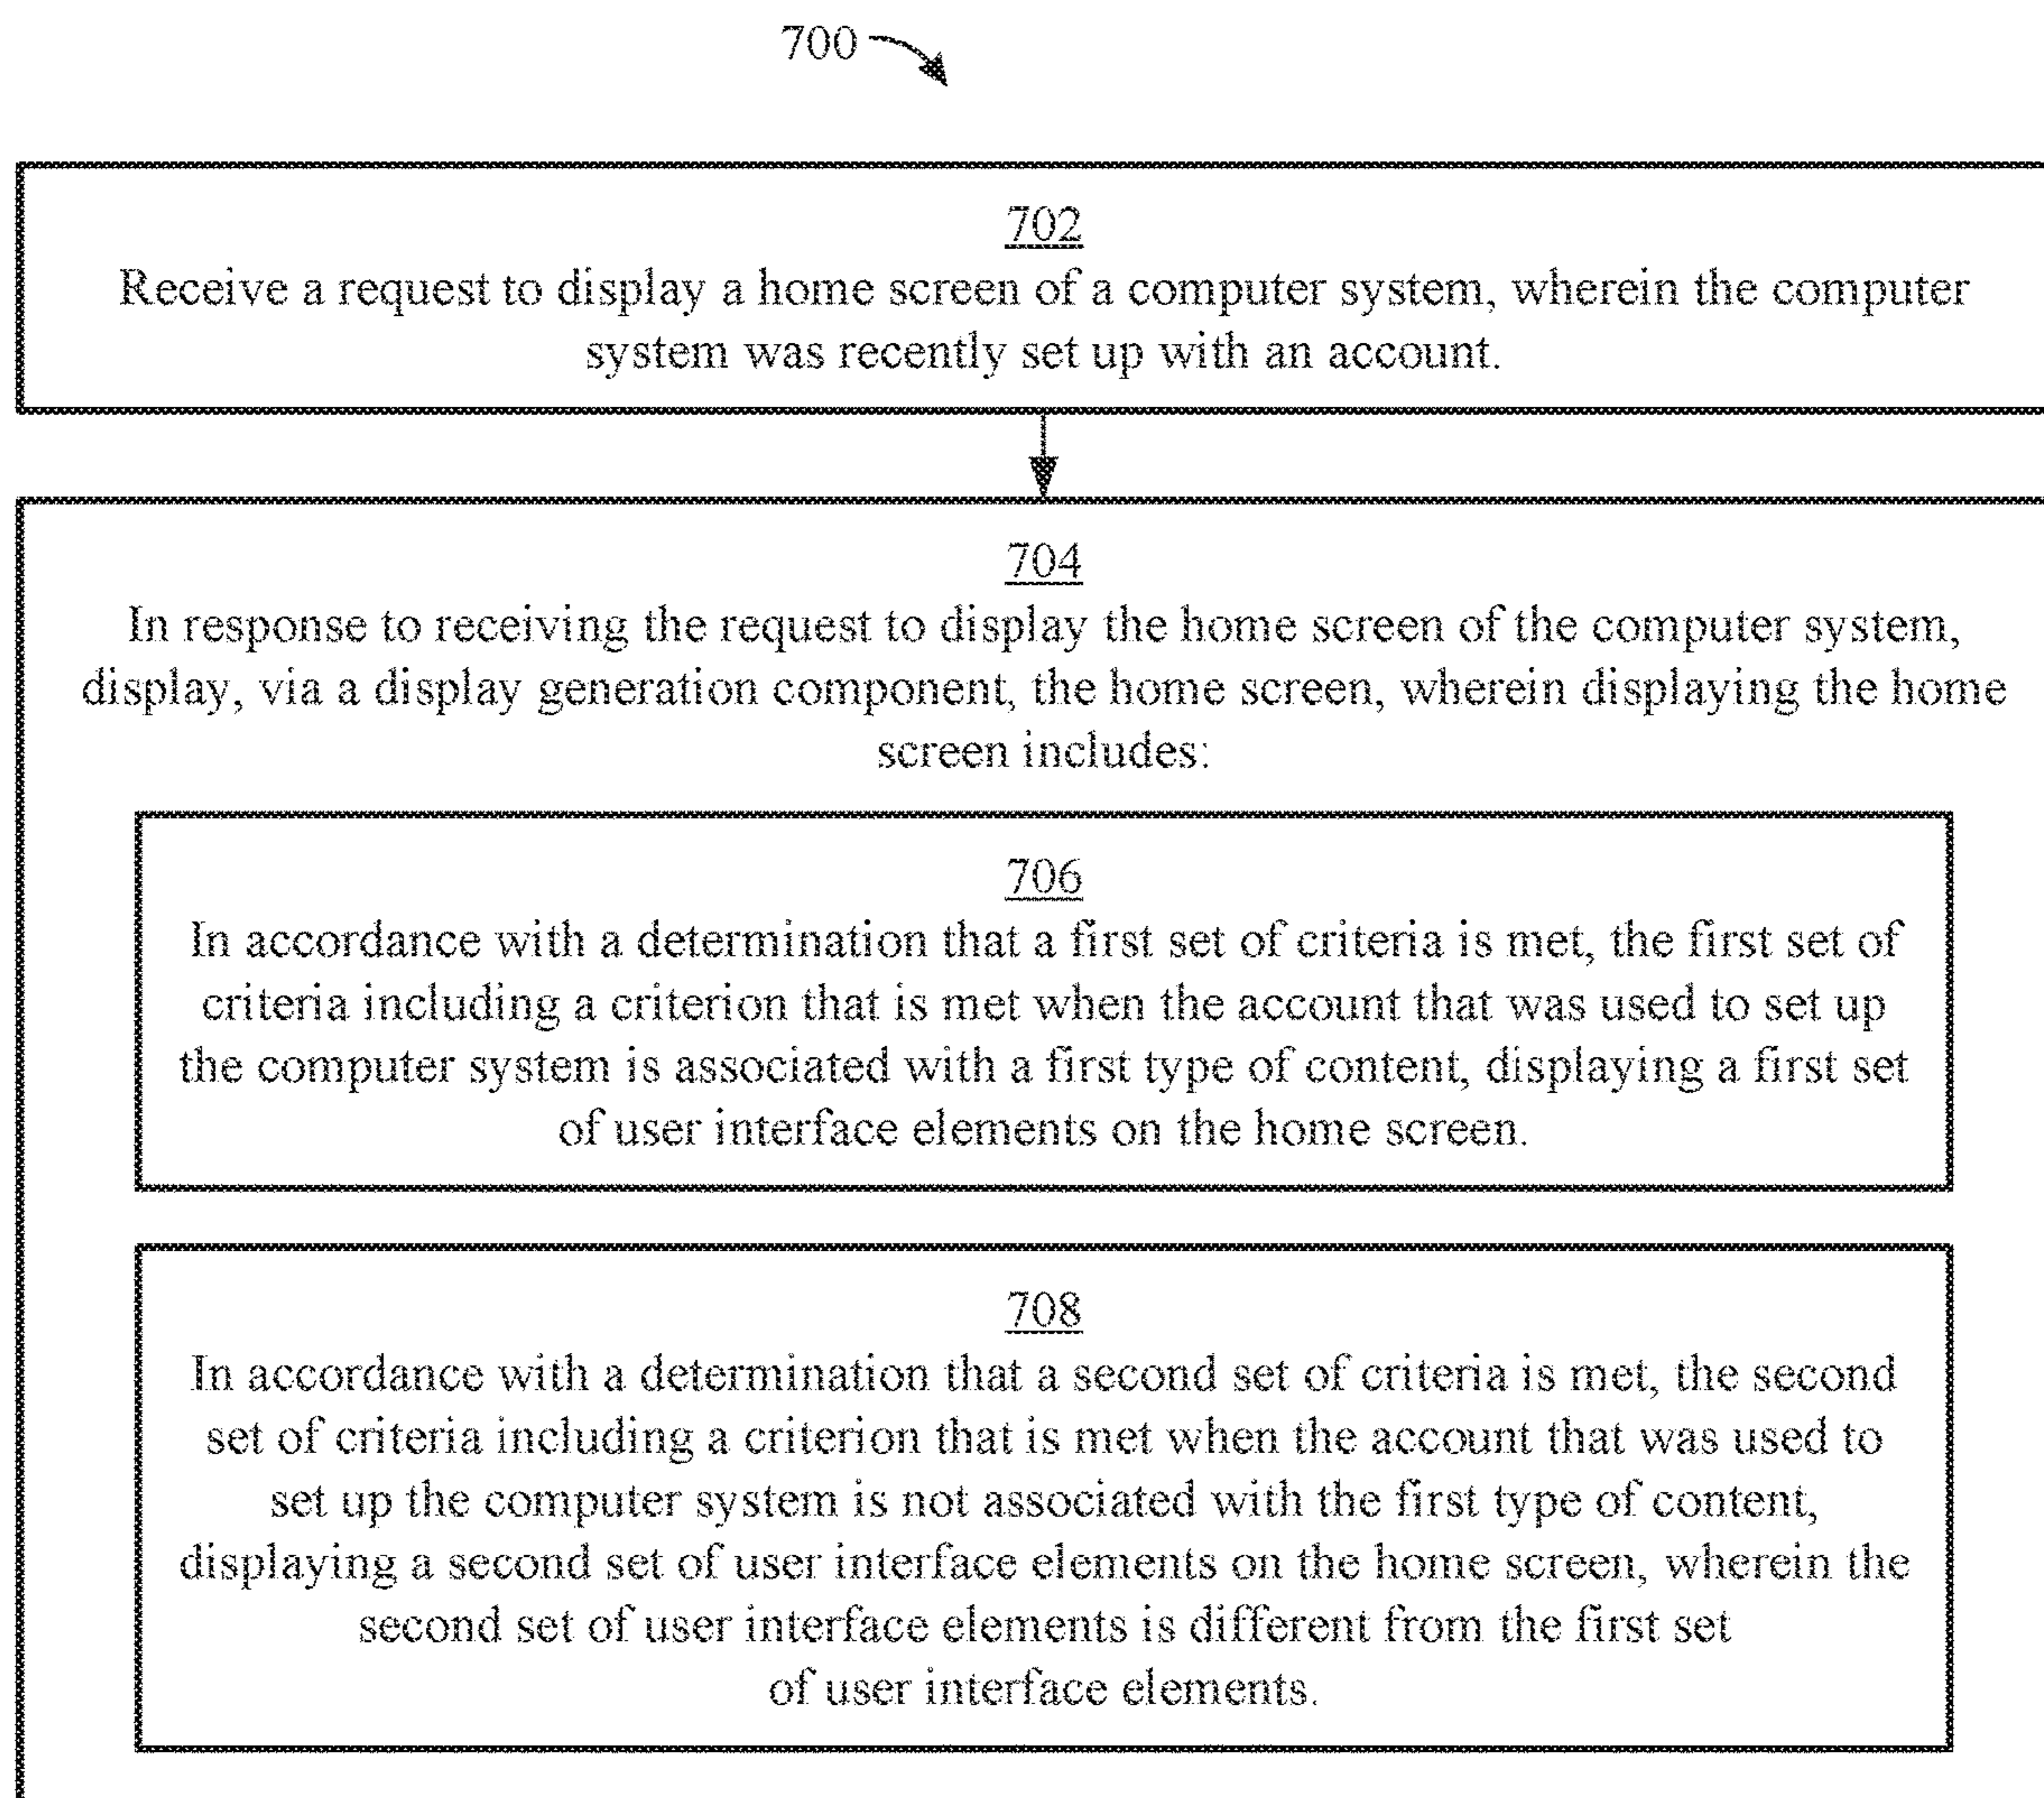 700
702
Receive a request to display a home screen of a computer system, wherein the computer
system was recently set up with an account.
704
In response to receiving the request to display the home screen of the computer system,
display, via a display generation component, the home screen, wherein displaying the home
screen includes:
706
In accordance with a determination that a first set of criteria is met, the first set of
criteria including a criterion that is met when the account that was used to set up
the computer system is associated with a first type of content, displaying a first set
of user interface elements on the home screen.
708
In accordance with a determination that a second set of criteria is met, the second
set of criteria including a criterion that is met when the account that was used to
set up the computer system is not associated with the first type of content,
displaying a second set of user interface elements on the home screen, wherein the
second set of user interface elements is different from the first set
of user interface elements.